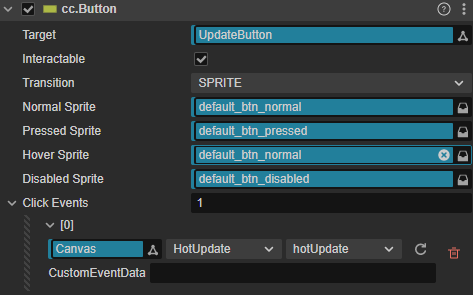 cc.Button
Target UpdateButton
Interactable
Transition SPRITE
Normal Sprite default_btn_normal
Pressed Sprite default_btn_pressed
Hover Sprite default_btn_normal
Disabled Sprite default_btn_disabled
Click Events 1
[0]
Canvas HotUpdate hotUpdate
CustomEventData